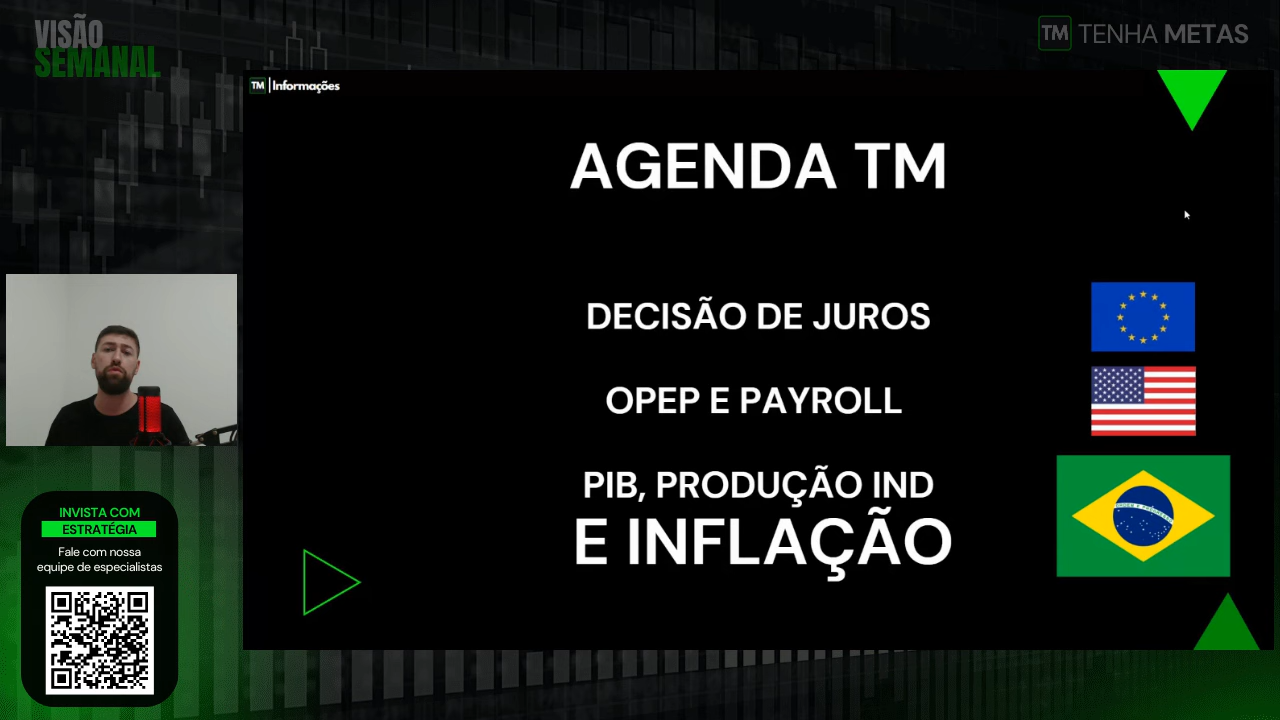 VISÃO
SEMANAL
TM TENHA METAS
TM | Informações
AGENDA TM
DECISÃO DE JUROS
OPEP E PAYROLL
PIB, PRODUÇÃO IND
E INFLAÇÃO
INVISTA COM
ESTRATÉGIA
Fale com nossa
equipe de especialistas